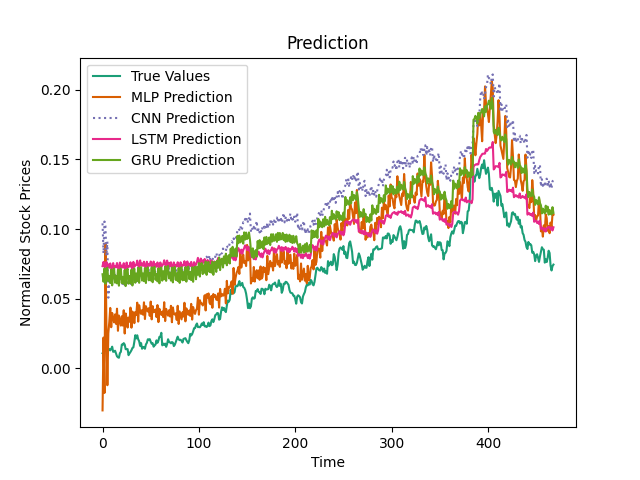 Prediction
True Values
MLP Prediction
CNN Prediction
LSTM Prediction
GRU Prediction
Normalized Stock Prices
0.20
0.15
0.10
0.05
0.00
0
100
200
300
400
Time